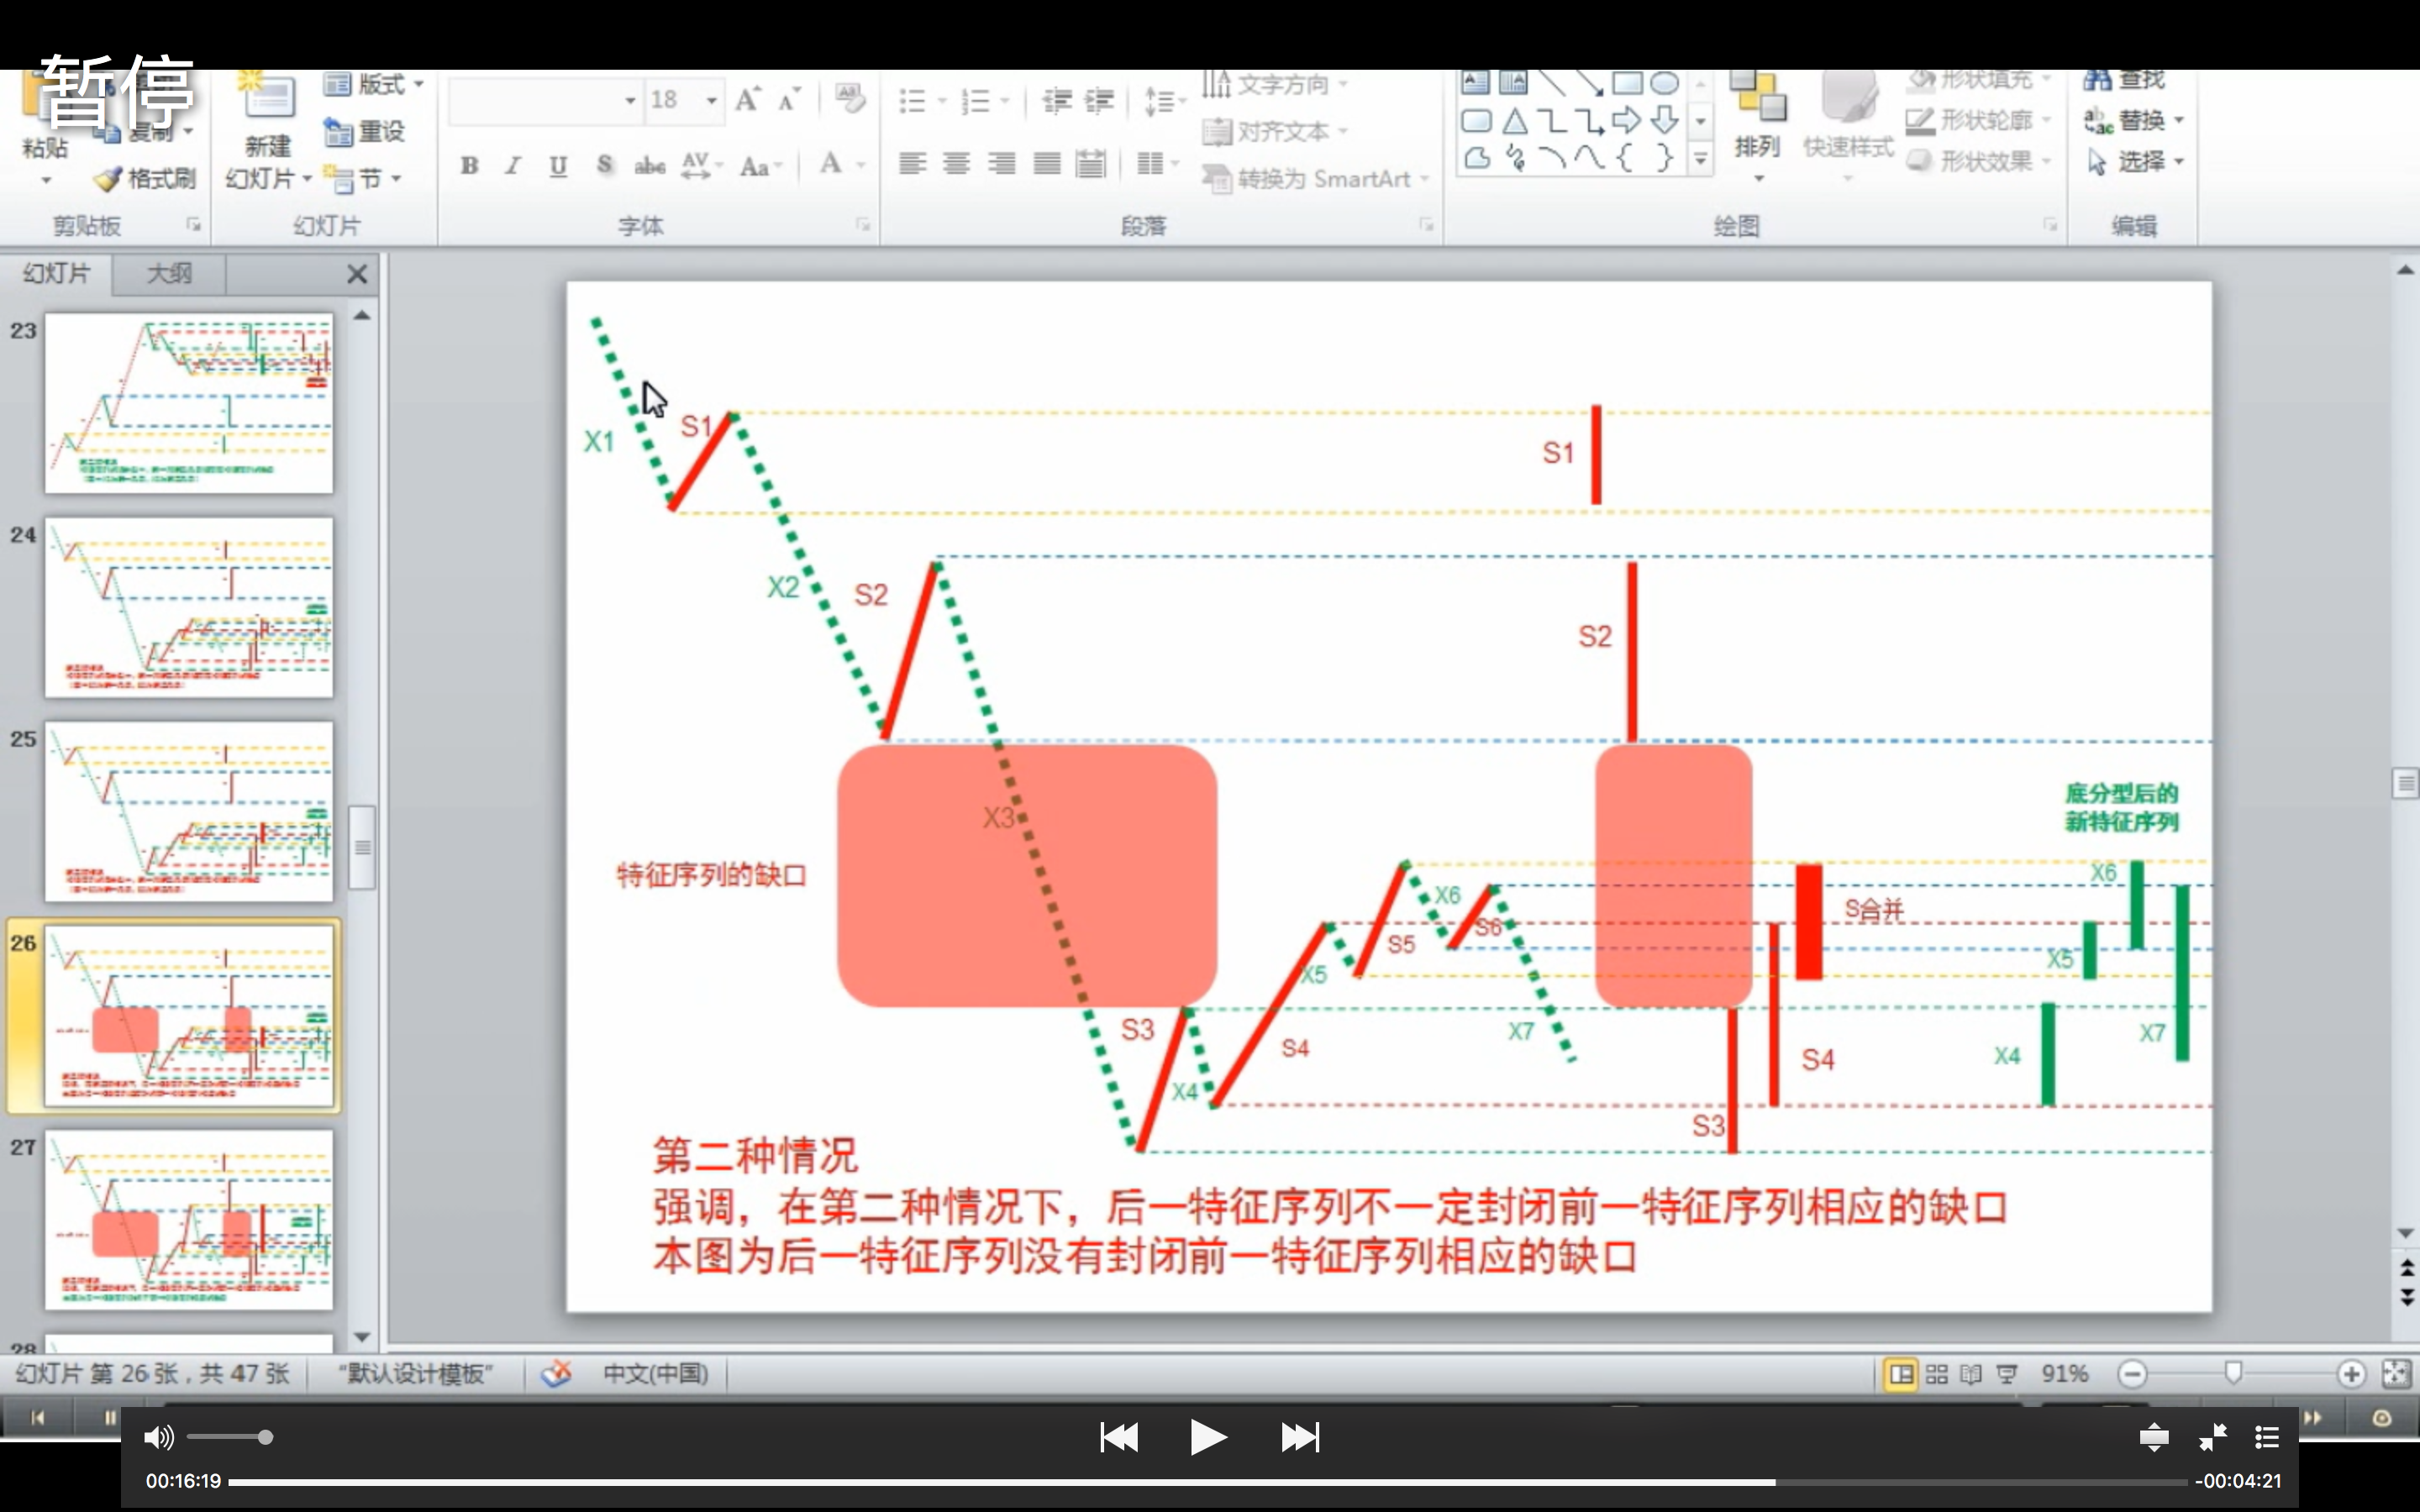 暂停
粘贴
复制
格式刷
剪贴板
新建
幻灯片
版式
重设
节
幻灯片
18
B I U S abc AV Aa A
字体
文字方向
对齐文本
转换为 SmartArt
段落
排列
快速样式
形状填充
形状轮廓
形状效果
绘图
查找
替换
选择
编辑
幻灯片 大纲
23
24
25
26
27
28
X1
S1
S1
X2
S2
S2
X3
特征序列的缺口
底分型后的
新特征序列
X6
X6
S6
S合并
S5
X5
X5
S3
S4
X4
X7
S4
X4
X7
S3
第二种情况
强调，在第二种情况下，后一特征序列不一定封闭前一特征序列相应的缺口
本图为后一特征序列没有封闭前一特征序列相应的缺口
幻灯片 第 26 张，共 47 张
“默认设计模板”
中文(中国)
91%
00:16:19
-00:04:21